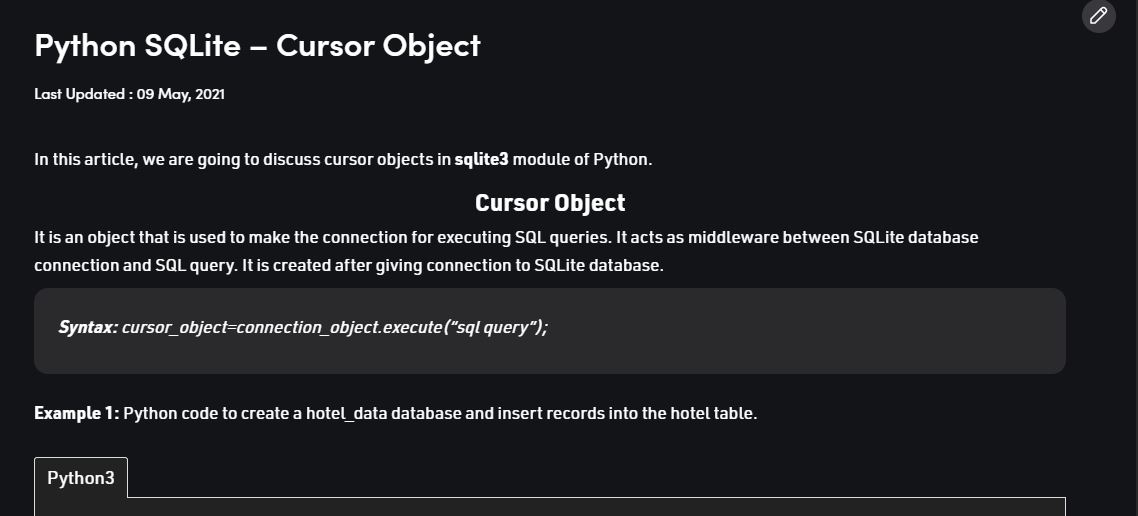 Python SQLite – Cursor Object
Last Updated : 09 May, 2021
In this article, we are going to discuss cursor objects in sqlite3 module of Python.
Cursor Object
It is an object that is used to make the connection for executing SQL queries. It acts as middleware between SQLite database
connection and SQL query. It is created after giving connection to SQLite database.
Syntax: cursor_object=connection_object.execute(“sql query”);
Example 1: Python code to create a hotel_data database and insert records into the hotel table.
Python3